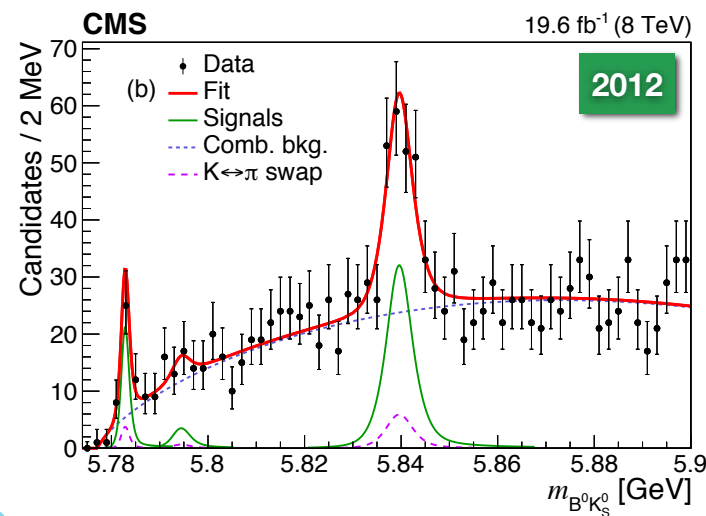 CMS 19.6 fb⁻¹ (8 TeV)
Candidates / 2 MeV
70
60
50
40
30
20
10
0
(b)
Data
Fit
Signals
Comb. bkg.
K↔π swap
2012
5.78 5.8 5.82 5.84 5.86 5.88 5.9
m_{B⁰K_S⁰} [GeV]